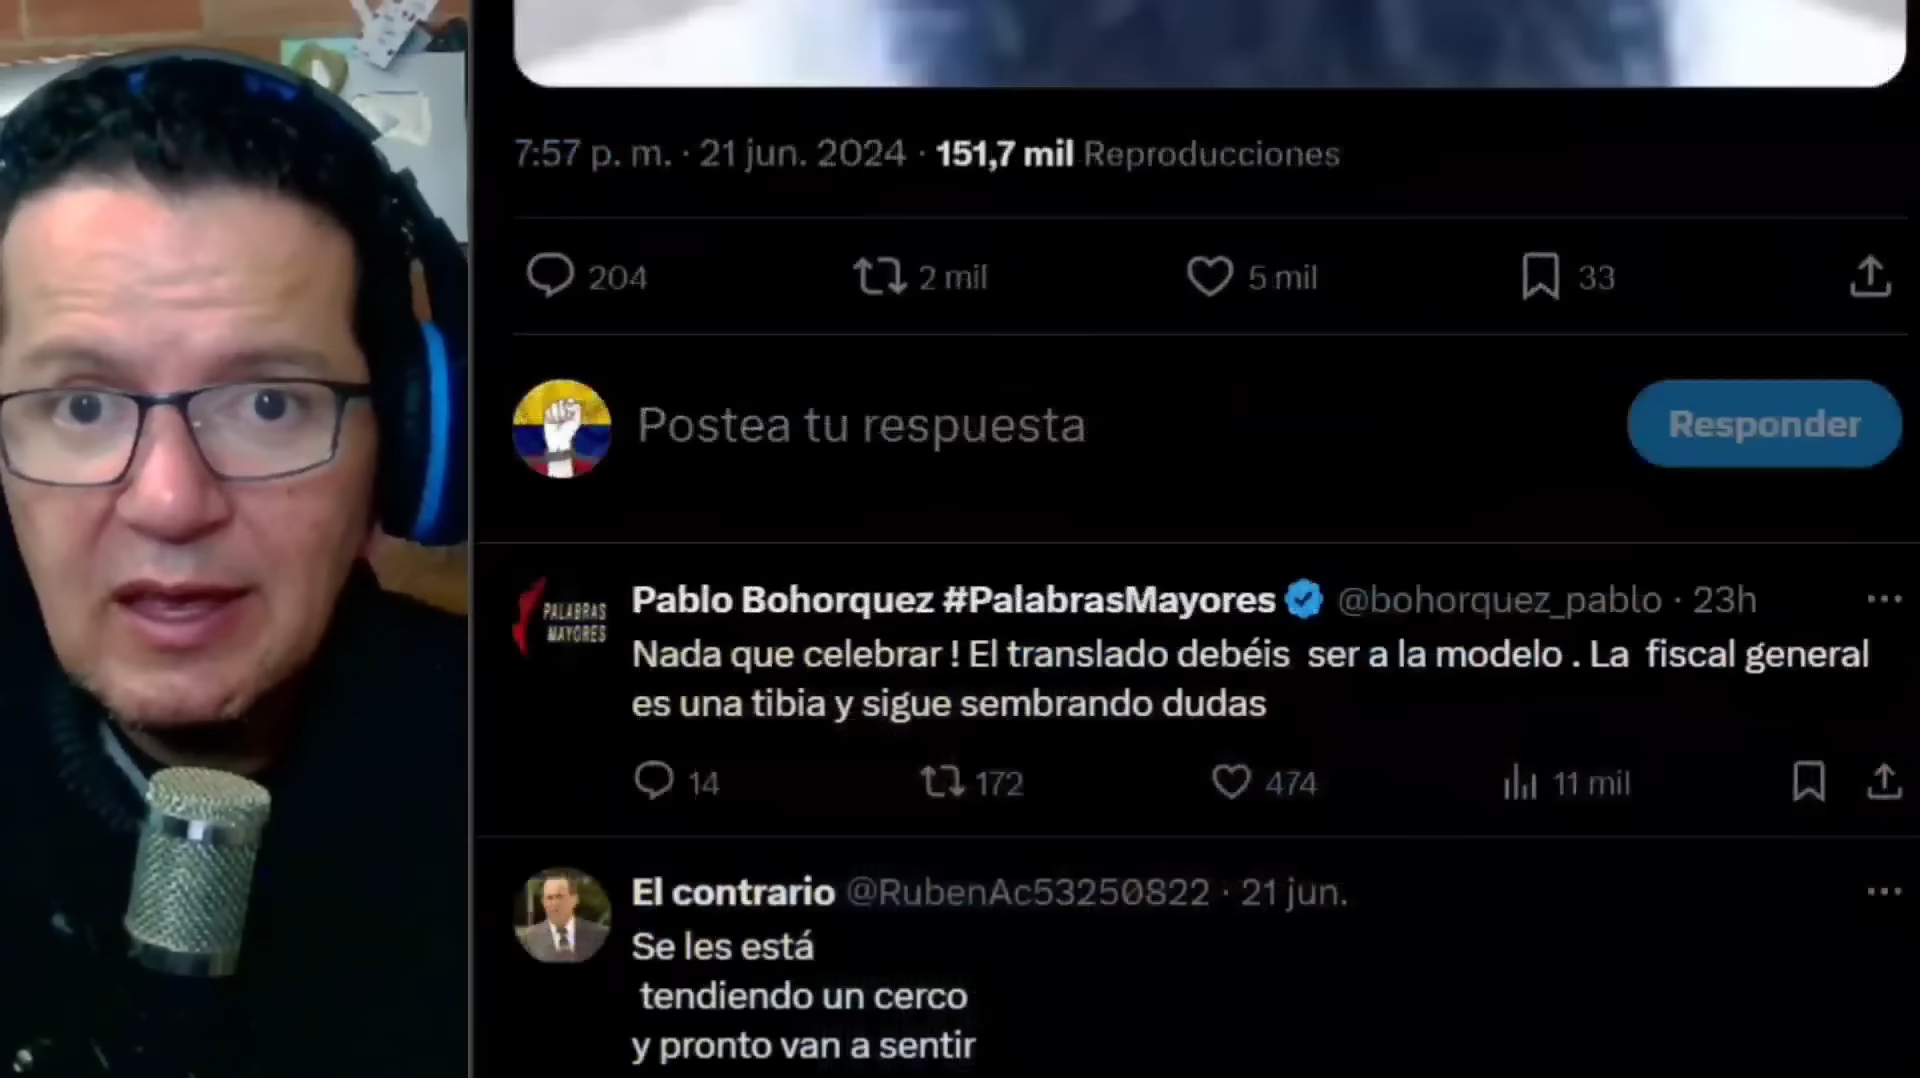 7:57 p. m. · 21 jun. 2024 · 151,7 mil Reproducciones
204 2 mil 5 mil 33
Postea tu respuesta
Responder
PALABRAS
MAYORES
Pablo Bohorquez #PalabrasMayores @bohorquez_pablo · 23h
Nada que celebrar ! El translado debéis ser a la modelo . La fiscal general
es una tibia y sigue sembrando dudas
14 172 474 11 mil
El contrario @RubenAc53250822 · 21 jun.
Se les está
tendiendo un cerco
y pronto van a sentir